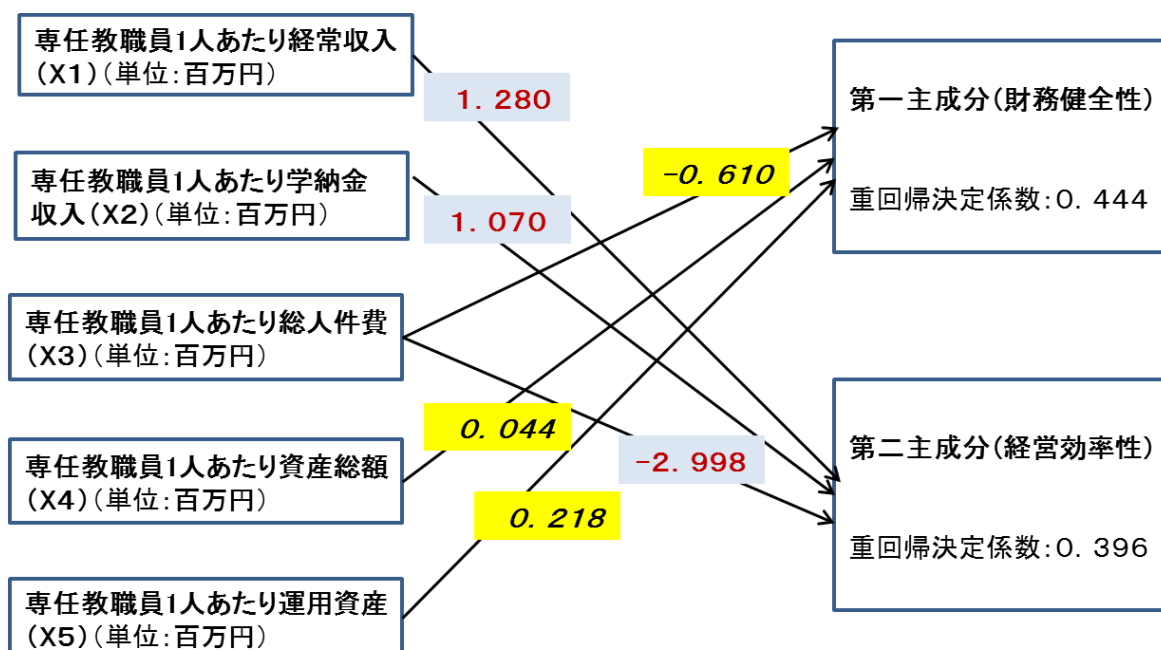 専任教職員1人あたり経常収入
(X1)(単位:百万円)
1．280
第一主成分(財務健全性)
重回帰決定係数:0．444
-0．610
専任教職員1人あたり学納金
収入(X2)(単位:百万円)
1．070
専任教職員1人あたり総人件費
(X3)(単位:百万円)
0．044
-2．998
第二主成分(経営効率性)
重回帰決定係数:0．396
専任教職員1人あたり資産総額
(X4)(単位:百万円)
0．218
専任教職員1人あたり運用資産
(X5)(単位:百万円)